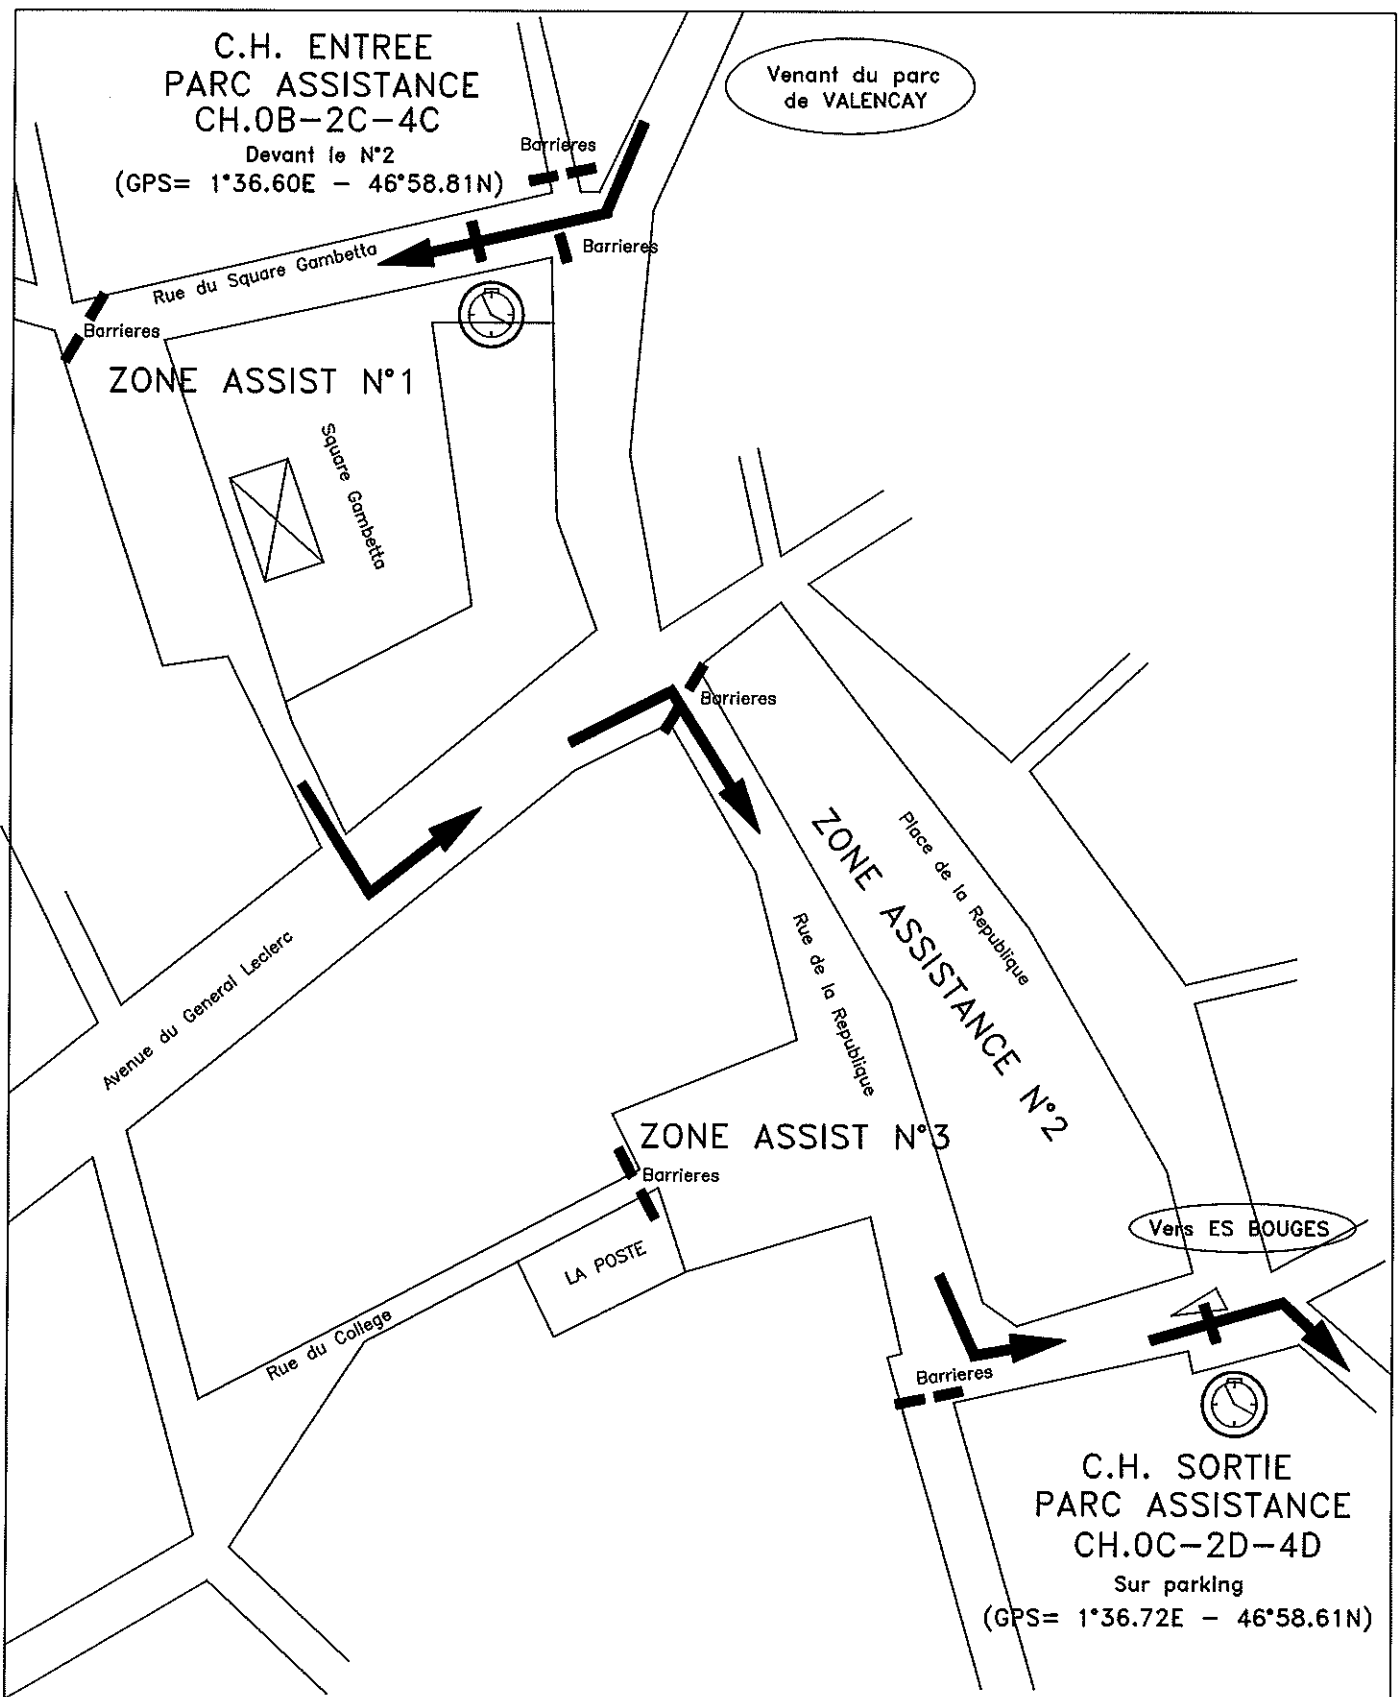 C.H. ENTREE
PARC ASSISTANCE
CH.0B-2C-4C
Devant le N°2
(GPS= 1°36.60E - 46°58.81N)
Venant du parc
de VALENCAY
Barrieres
Barrieres
Rue du Square Gambetta
Barrieres
ZONE ASSIST N°1
Square Gambetta
Barrieres
ZONE ASSISTANCE N°2
Place de la Republique
Rue de la Republique
Avenue du General Leclerc
ZONE ASSIST N°3
Barrieres
LA POSTE
Rue du College
Vers ES BOUGES
Barrieres
C.H. SORTIE
PARC ASSISTANCE
CH.0C-2D-4D
Sur parking
(GPS= 1°36.72E - 46°58.61N)